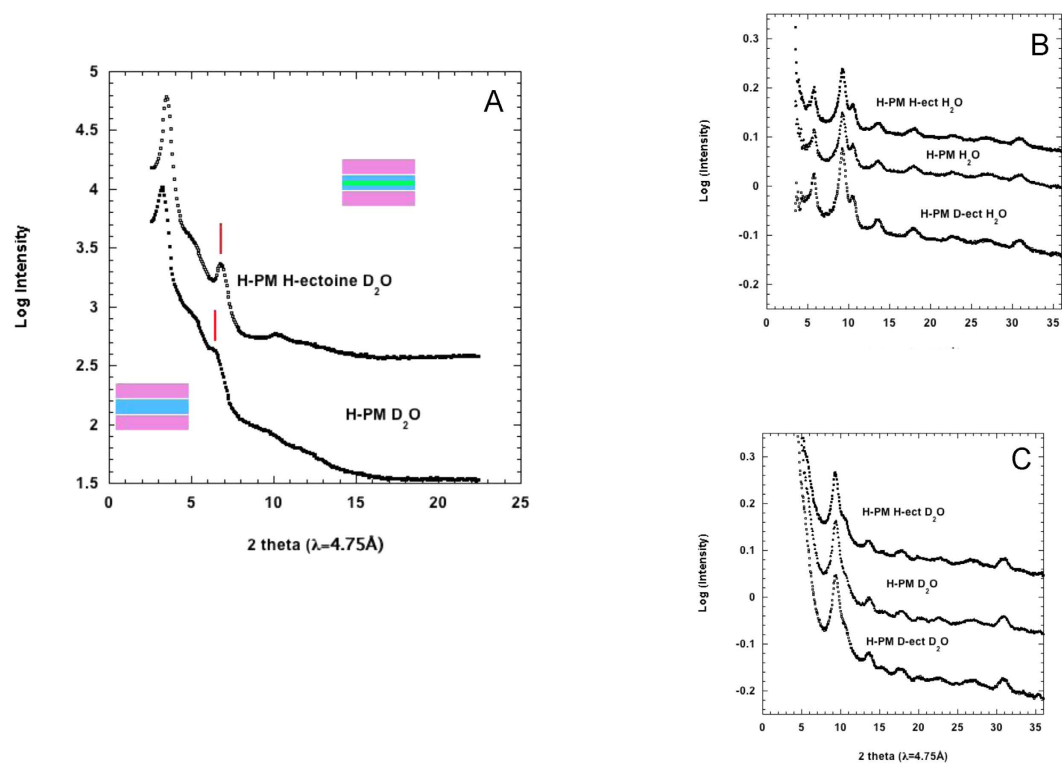 A
5
4.5
4
3.5
3
2.5
2
1.5
Log Intensity
H-PM H-ectoine D₂O
H-PM D₂O
0
5
10
15
20
25
2 theta (λ=4.75Å)
B
0.3
0.2
0.1
0
-0.1
-0.2
Log (Intensity)
H-PM H-ect H₂O
H-PM H₂O
H-PM D-ect H₂O
0
5
10
15
20
25
30
35
C
0.3
0.2
0.1
0
-0.1
-0.2
Log (Intensity)
H-PM H-ect D₂O
H-PM D₂O
H-PM D-ect D₂O
0
5
10
15
20
25
30
35
2 theta (λ=4.75Å)